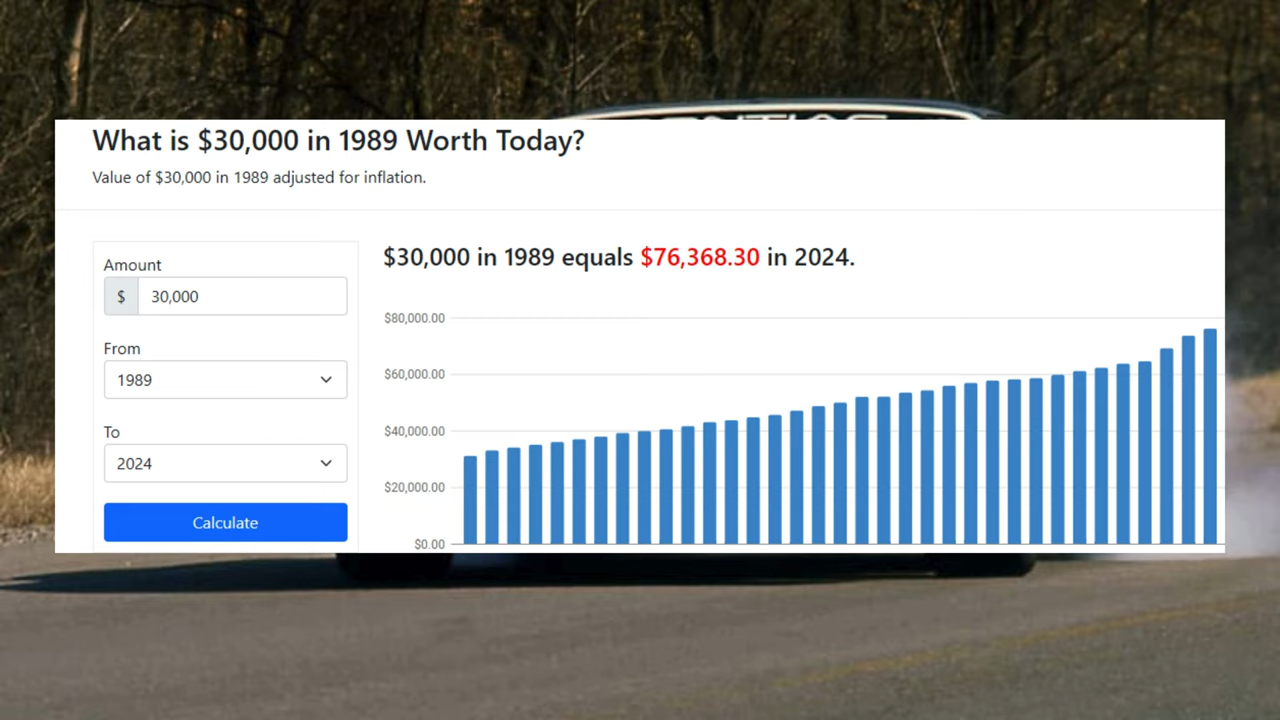 What is $30,000 in 1989 Worth Today?
Value of $30,000 in 1989 adjusted for inflation.
Amount
$ 30,000
From
1989
To
2024
Calculate
$30,000 in 1989 equals $76,368.30 in 2024.
$80,000.00
$60,000.00
$40,000.00
$20,000.00
$0.00